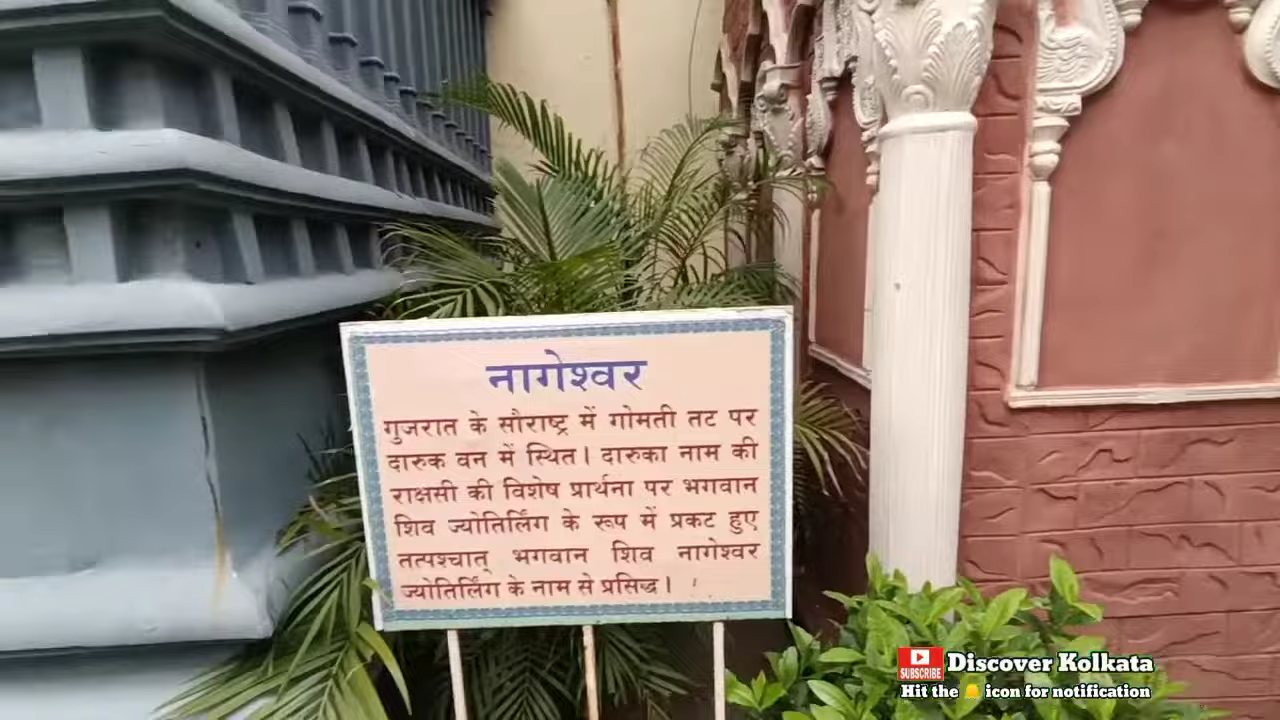 नागेश्वर
गुजरात के सौराष्ट्र में गोमती तट पर
दारुक वन में स्थित। दारुका नाम की
राक्षसी की विशेष प्रार्थना पर भगवान
शिव ज्योतिर्लिंग के रूप में प्रकट हुए
तत्पश्चात् भगवान शिव नागेश्वर
ज्योतिर्लिंग के नाम से प्रसिद्ध।
SUBSCRIBE Discover Kolkata
Hit the icon for notification